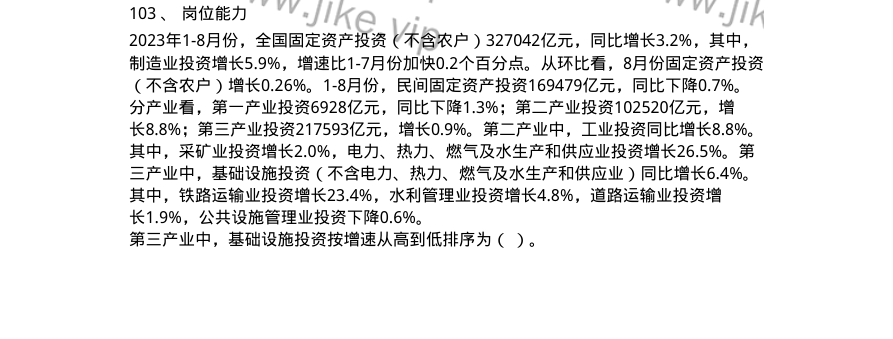 103 、 岗位能力
2023年1-8月份，全国固定资产投资（不含农户）327042亿元，同比增长3.2%，其中，
制造业投资增长5.9%，增速比1-7月份加快0.2个百分点。从环比看，8月份固定资产投资
（不含农户）增长0.26%。1-8月份，民间固定资产投资169479亿元，同比下降0.7%。
分产业看，第一产业投资6928亿元，同比下降1.3%；第二产业投资102520亿元，增
长8.8%；第三产业投资217593亿元，增长0.9%。第二产业中，工业投资同比增长8.8%。
其中，采矿业投资增长2.0%，电力、热力、燃气及水生产和供应业投资增长26.5%。第
三产业中，基础设施投资（不含电力、热力、燃气及水生产和供应业）同比增长6.4%。
其中，铁路运输业投资增长23.4%，水利管理业投资增长4.8%，道路运输业投资增
长1.9%，公共设施管理业投资下降0.6%。
第三产业中，基础设施投资按增速从高到低排序为（ ）。